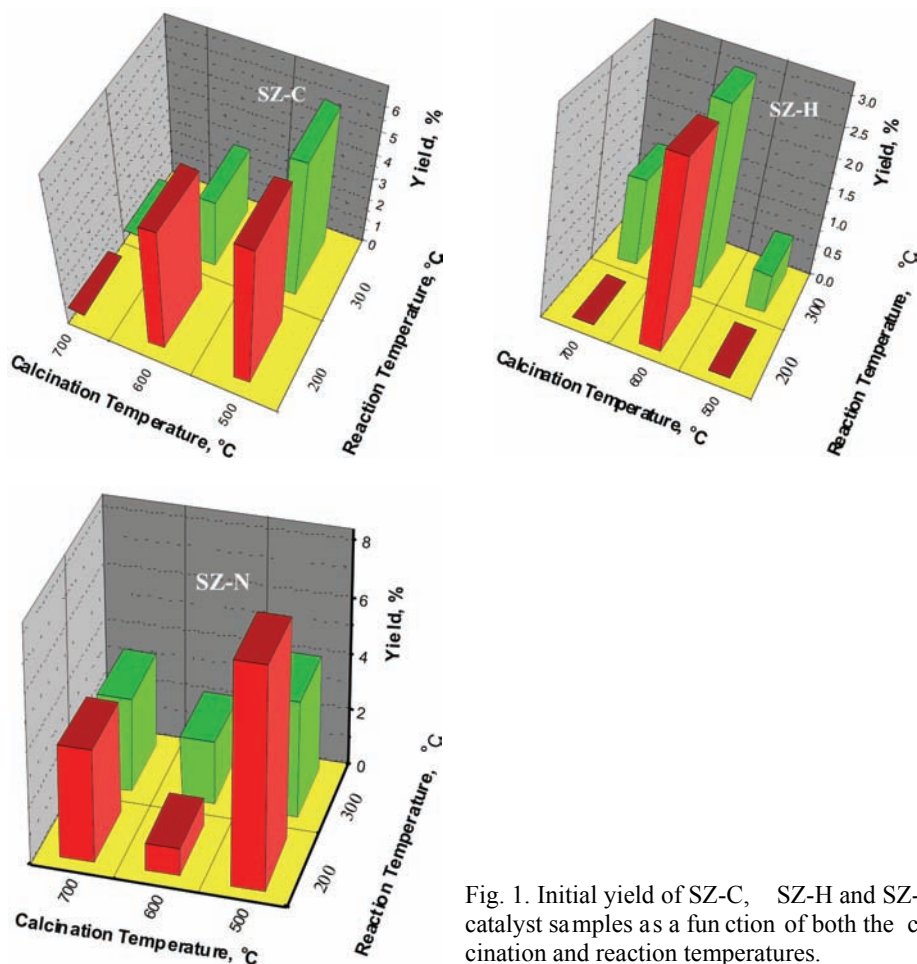 SZ-C
6
5
4
3
2
1
0
Yield, %
300
200
Reaction Temperature, °C
700
600
500
Calcination Temperature, °C
SZ-H
3.0
2.5
2.0
1.5
1.0
0.5
0.0
Yield, %
300
200
Reaction Temperature, °C
700
600
500
Calcination Temperature, °C
SZ-N
8
6
4
2
0
Yield, %
300
200
Reaction Temperature, °C
700
600
500
Calcination Temperature, °C
Fig. 1. Initial yield of SZ-C, SZ-H and SZ-
catalyst samples as a fun ction of both the c
cination and reaction temperatures.